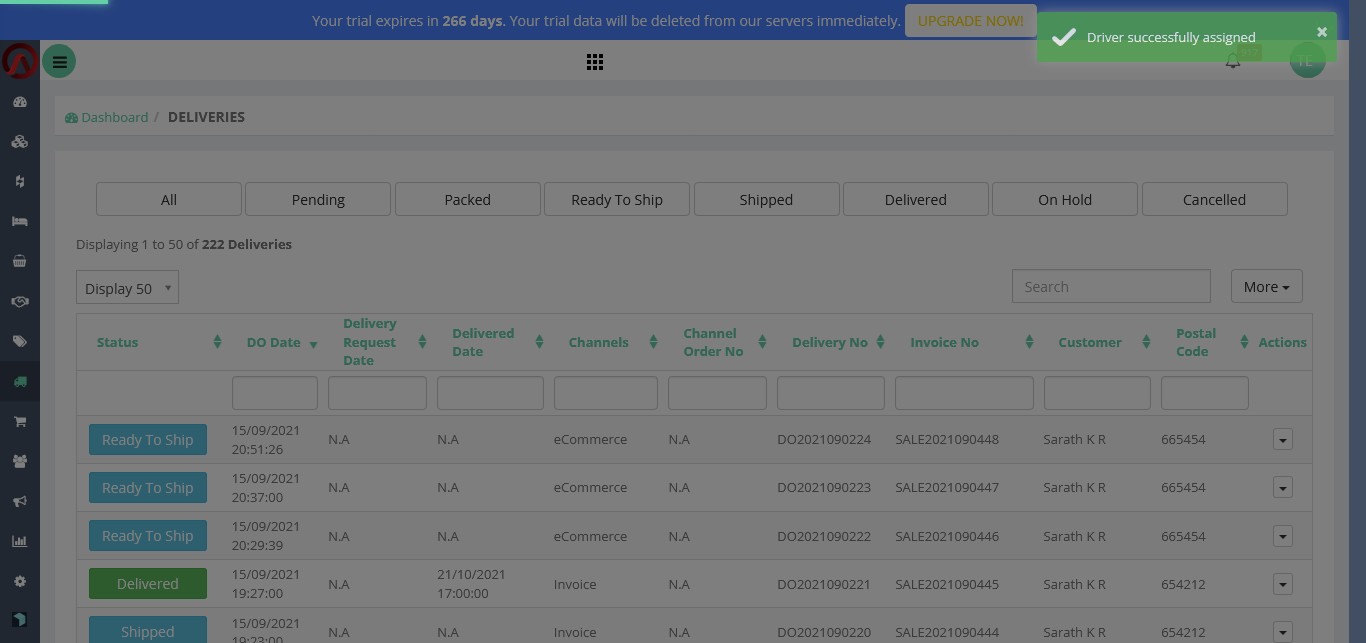 Your trial expires in 266 days. Your trial data will be deleted from our servers immediately. UPGRADE NOW!
Driver successfully assigned
×
TE
Dashboard / DELIVERIES
All Pending Packed Ready To Ship Shipped Delivered On Hold Cancelled
Displaying 1 to 50 of 222 Deliveries
Display 50 Search More
Status DO Date Delivery Request Date Delivered Date Channels Channel Order No Delivery No Invoice No Customer Postal Code Actions
Ready To Ship 15/09/2021 20:51:26 N.A N.A eCommerce N.A DO2021090224 SALE2021090448 Sarath K R 665454
Ready To Ship 15/09/2021 20:37:00 N.A N.A eCommerce N.A DO2021090223 SALE2021090447 Sarath K R 665454
Ready To Ship 15/09/2021 20:29:39 N.A N.A eCommerce N.A DO2021090222 SALE2021090446 Sarath K R 665454
Delivered 15/09/2021 19:27:00 N.A 21/10/2021 17:00:00 Invoice N.A DO2021090221 SALE2021090445 Sarath K R 654212
Shipped 15/09/2021 19:23:00 N.A N.A Invoice N.A DO2021090220 SALE2021090444 Sarath K R 654212